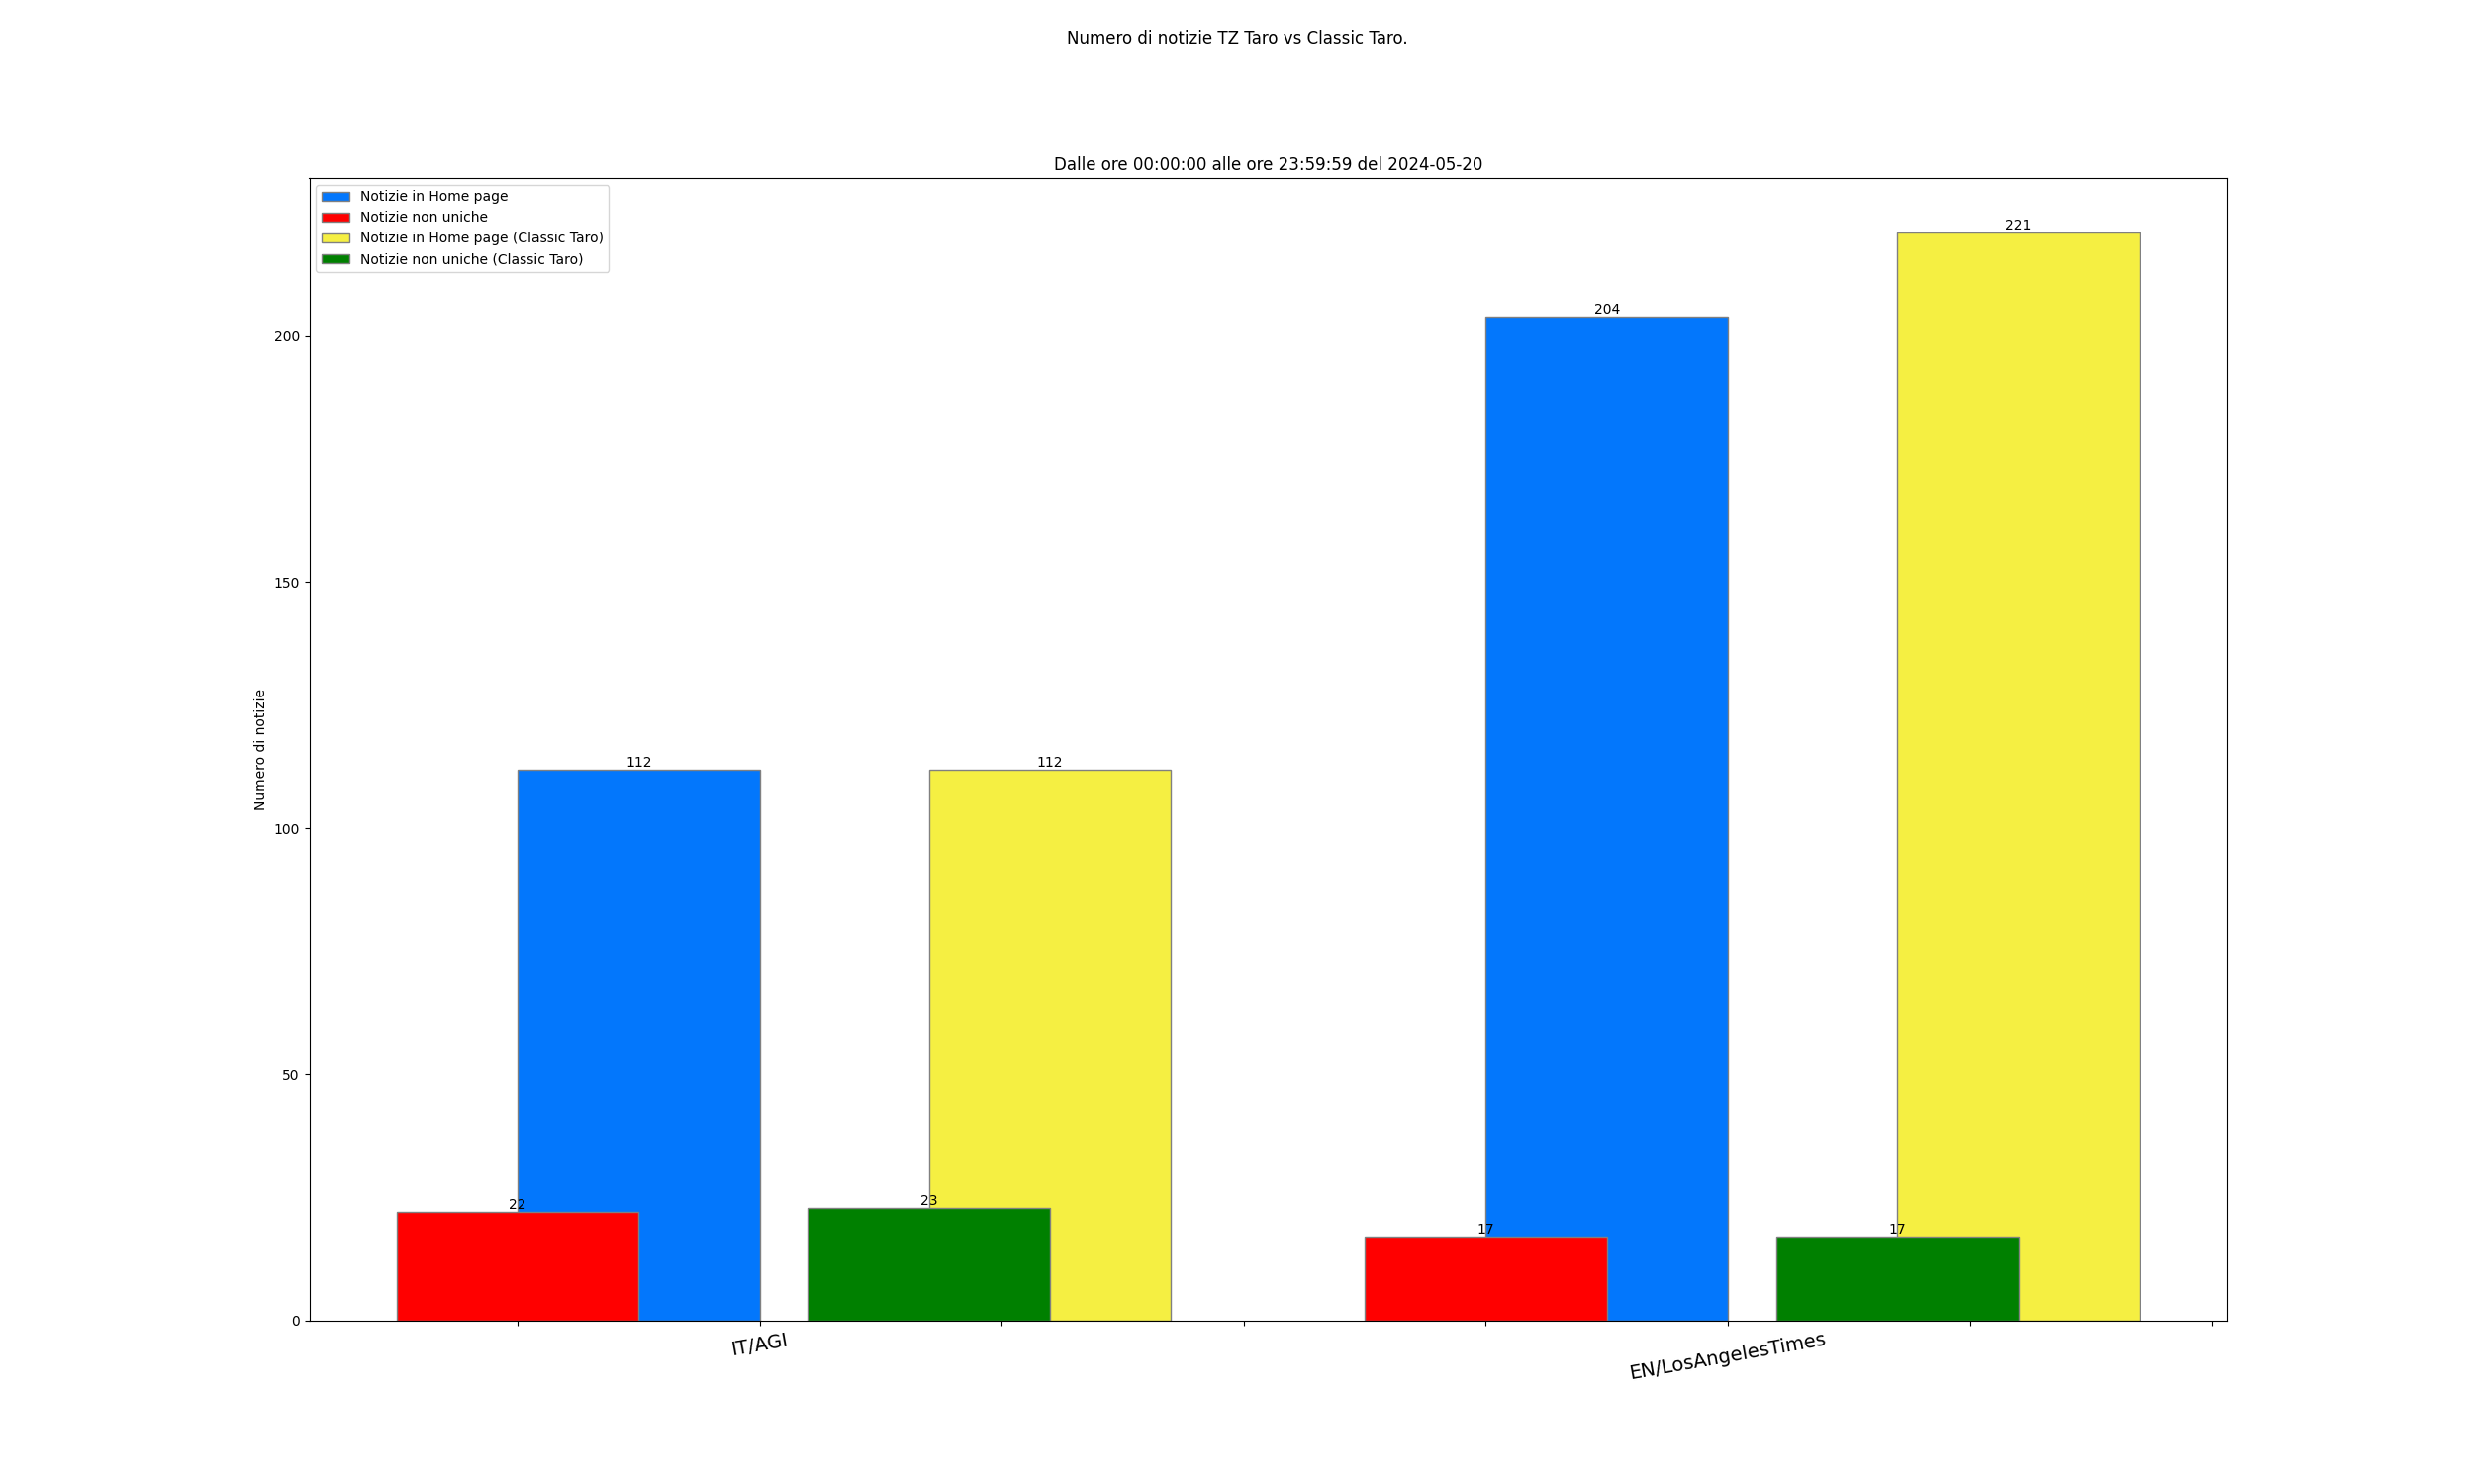 Numero di notizie TZ Taro vs Classic Taro.
Dalle ore 00:00:00 alle ore 23:59:59 del 2024-05-20
Notizie in Home page
Notizie non uniche
Notizie in Home page (Classic Taro)
Notizie non uniche (Classic Taro)
Numero di notizie
200
150
100
50
0
221
204
112
112
22
23
17
17
IT/AGI
EN/LosAngelesTimes